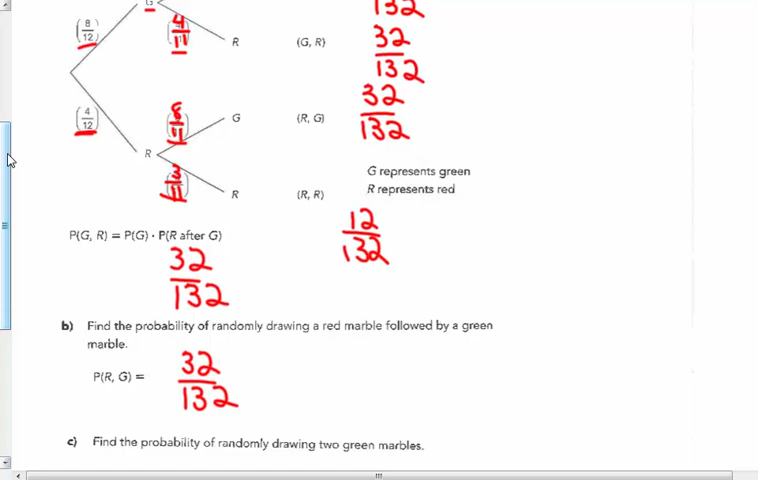 G
132
(8/12)
(4/11)
R
(G, R)
32/132
(4/12)
(8/11)
G
(R, G)
32/132
R
(3/11)
R
(R, R)
G represents green
R represents red
12/132
P(G, R) = P(G) · P(R after G)
32/132
b) Find the probability of randomly drawing a red marble followed by a green
marble.
P(R, G) = 32/132
c) Find the probability of randomly drawing two green marbles.